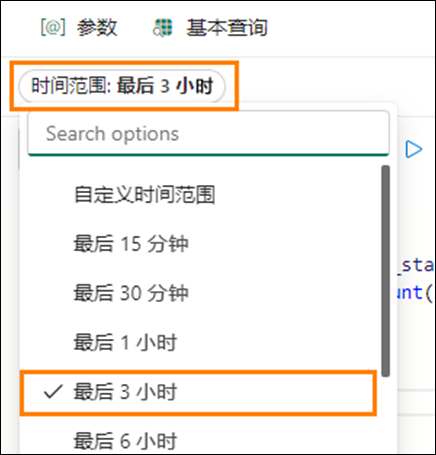 [@] 参数 基本查询
时间范围: 最后 3 小时
Search options
自定义时间范围
最后 15 分钟
最后 30 分钟
_sta
最后 1 小时
unt(
最后 3 小时
最后 6 小时